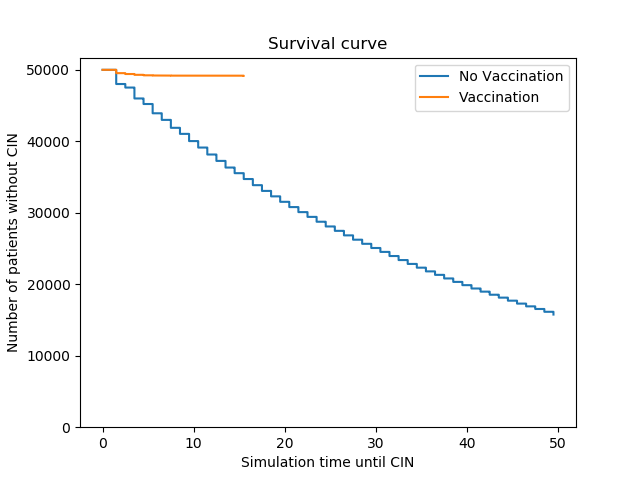 Survival curve
No Vaccination
Vaccination
Number of patients without CIN
50000
40000
30000
20000
10000
0
0 10 20 30 40 50
Simulation time until CIN